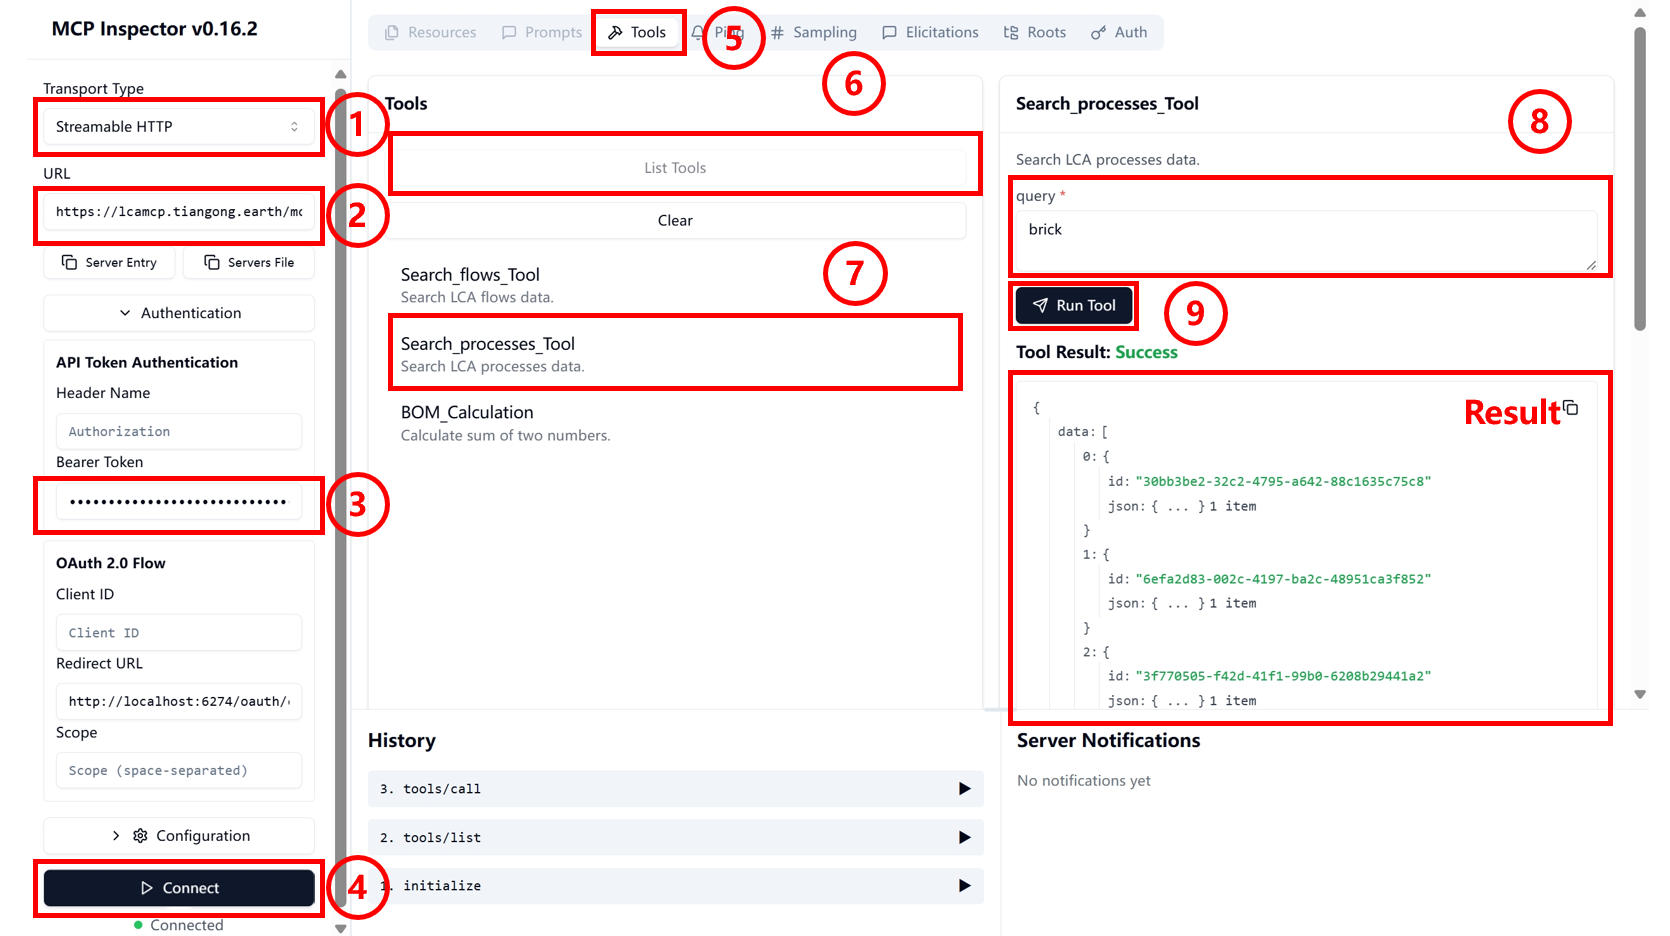 MCP Inspector v0.16.2
Transport Type
Streamable HTTP
1
URL
https://lcamcp.tiangong.earth/mc
2
Server Entry
Servers File
Authentication
API Token Authentication
Header Name
Authorization
Bearer Token
•••••••••••••••••••••••••••••
3
OAuth 2.0 Flow
Client ID
Client ID
Redirect URL
http://localhost:6274/oauth/
Scope
Scope (space-separated)
Configuration
Connect
4
Connected
Resources
Prompts
Tools
Ping
5
Sampling
Elicitations
Roots
Auth
Tools
6
List Tools
Clear
Search_flows_Tool
Search LCA flows data.
7
Search_processes_Tool
Search LCA processes data.
BOM_Calculation
Calculate sum of two numbers.
Search_processes_Tool
8
Search LCA processes data.
query *
brick
Run Tool
9
Tool Result: Success
Result
{
data: [
0: {
id: "30bb3be2-32c2-4795-a642-88c1635c75c8"
json: { ... } 1 item
}
1: {
id: "6efa2d83-002c-4197-ba2c-48951ca3f852"
json: { ... } 1 item
}
2: {
id: "3f770505-f42d-41f1-99b0-6208b29441a2"
json: { ... } 1 item
History
3. tools/call
2. tools/list
1. initialize
Server Notifications
No notifications yet